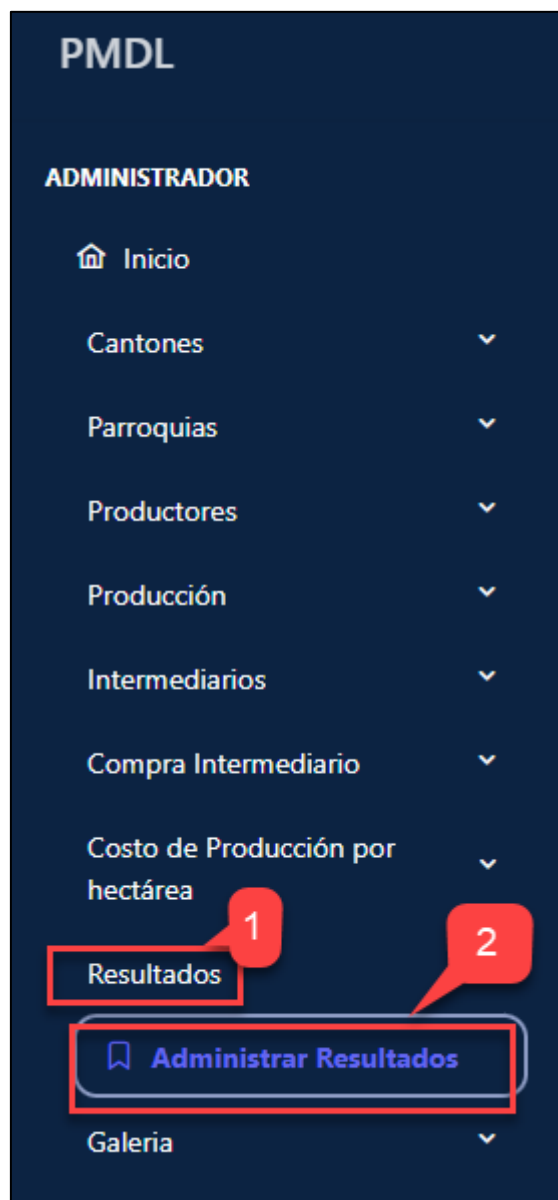 PMDL
ADMINISTRADOR
Inicio
Cantones
Parroquias
Productores
Producción
Intermediarios
Compra Intermediario
Costo de Producción por
hectárea
1
2
Resultados
Administrar Resultados
Galeria